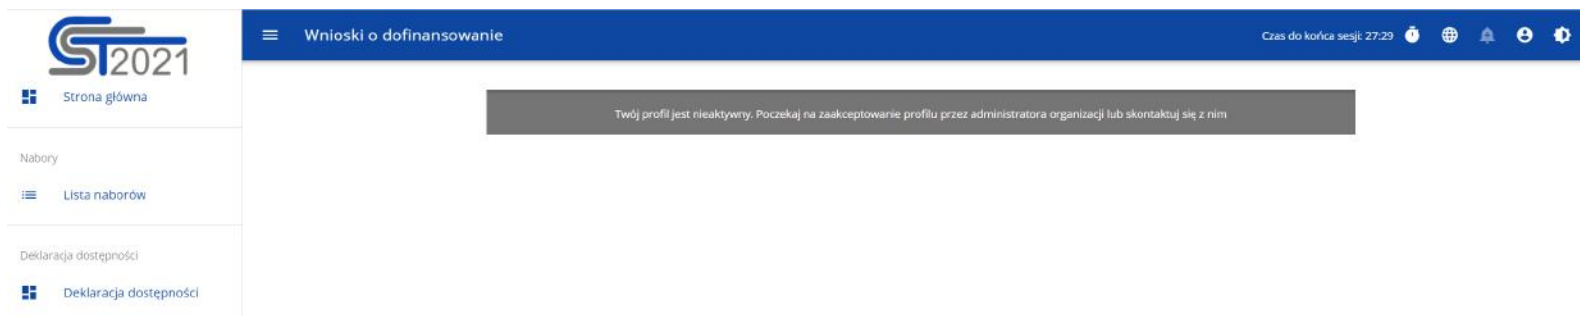 CST2021
Wnioski o dofinansowanie
Czas do końca sesji: 27:29
Strona główna
Twój profil jest nieaktywny. Poczekaj na zaakceptowanie profilu przez administratora organizacji lub skontaktuj się z nim
Nabory
Lista naborów
Deklaracja dostępności
Deklaracja dostępności